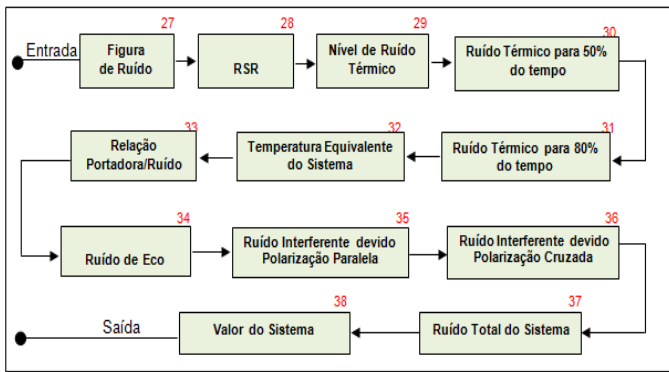 27
28
29
30
Entrada
Figura
de Ruído
RSR
Nível de Ruído
Térmico
Ruído Térmico para 50%
do tempo
33
32
31
Relação
Portadora/Ruído
Temperatura Equivalente
do Sistema
Ruído Térmico para 80%
do tempo
34
35
36
Ruído de Eco
Ruído Interferente devido
Polarização Paralela
Ruído Interferente devido
Polarização Cruzada
38
37
Saída
Valor do Sistema
Ruído Total do Sistema